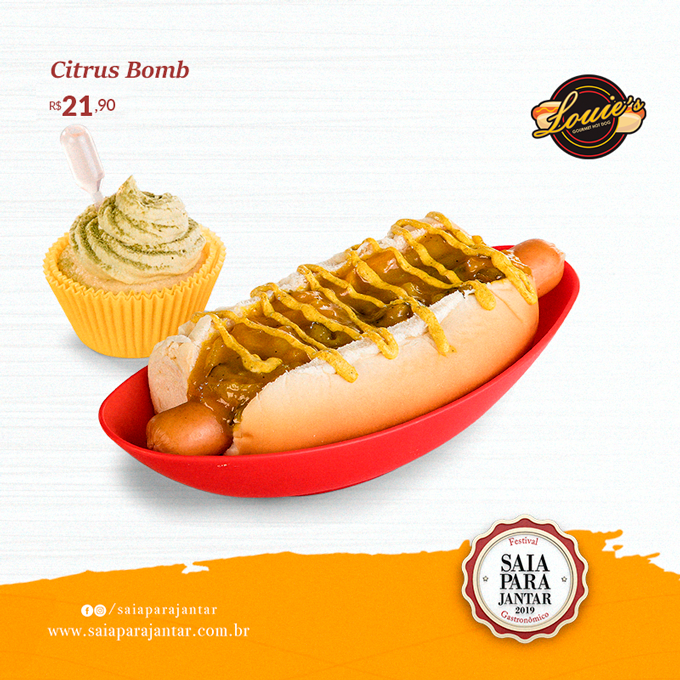 Citrus Bomb
R$21,90
Louie's
GOURMET HOT DOG
Festival
SAIA
PARA
JANTAR
2019
Gastronômico
/saiaparajantar
www.saiaparajantar.com.br